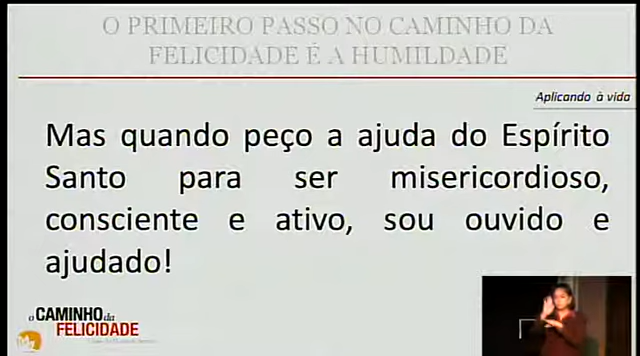 O PRIMEIRO PASSO NO CAMINHO DA
FELICIDADE É A HUMILDADE
Aplicando à vida
Mas quando peço a ajuda do Espírito
Santo para ser misericordioso,
consciente e ativo, sou ouvido e
ajudado!
o CAMINHO da
FELICIDADE